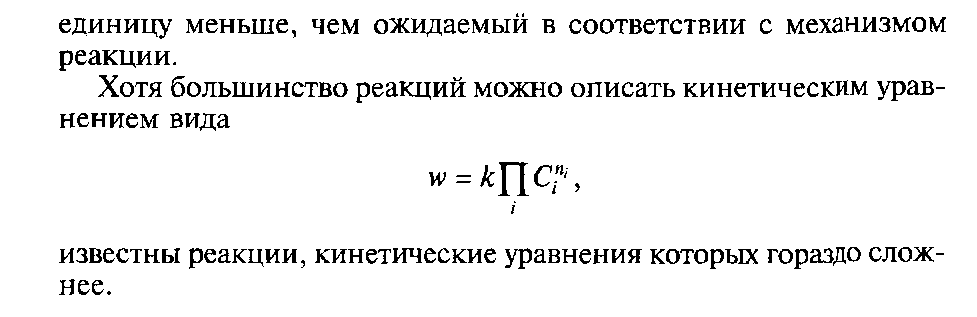 единицу меньше, чем ожидаемый в соответствии с механизмом
реакции.
Хотя большинство реакций можно описать кинетическим урав-
нением вида
w = k∏C_i^{n_i},
i
известны реакции, кинетические уравнения которых гораздо слож-
нее.